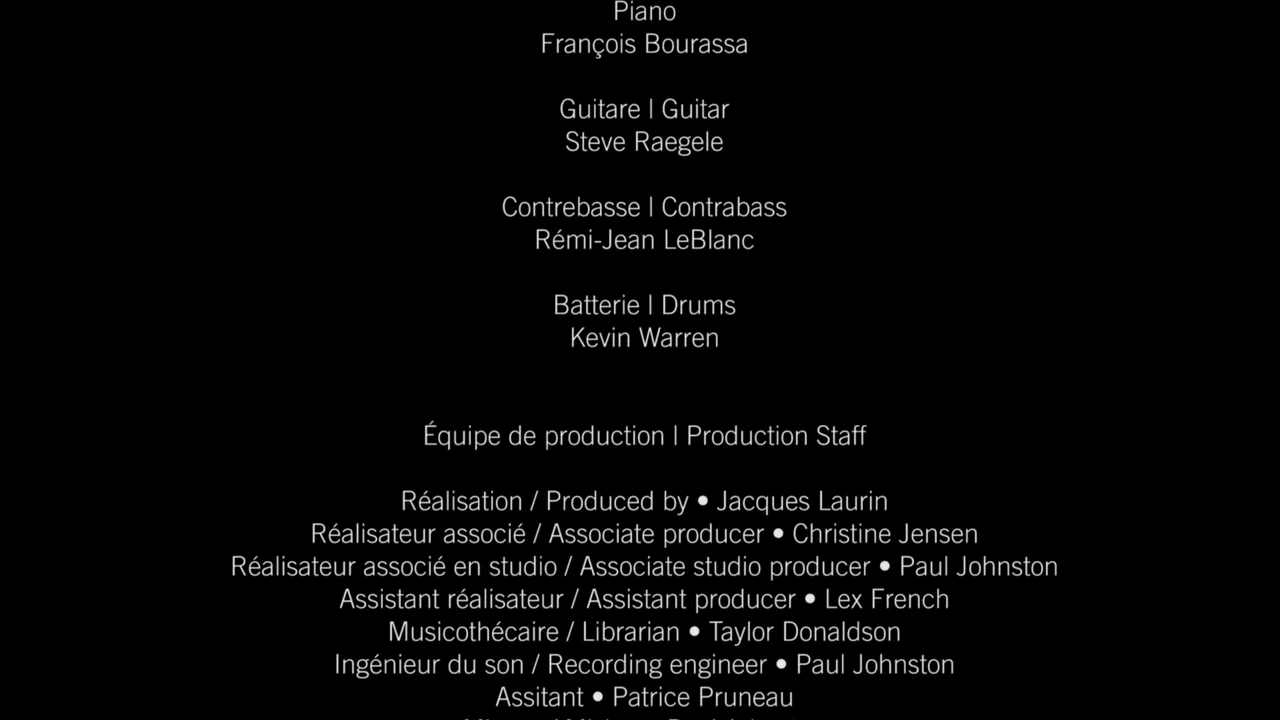 Piano
François Bourassa
Guitare | Guitar
Steve Raegele
Contrebasse | Contrabass
Rémi-Jean LeBlanc
Batterie | Drums
Kevin Warren
Équipe de production | Production Staff
Réalisation / Produced by • Jacques Laurin
Réalisateur associé / Associate producer • Christine Jensen
Réalisateur associé en studio / Associate studio producer • Paul Johnston
Assistant réalisateur / Assistant producer • Lex French
Musicothécaire / Librarian • Taylor Donaldson
Ingénieur du son / Recording engineer • Paul Johnston
Assitant • Patrice Pruneau